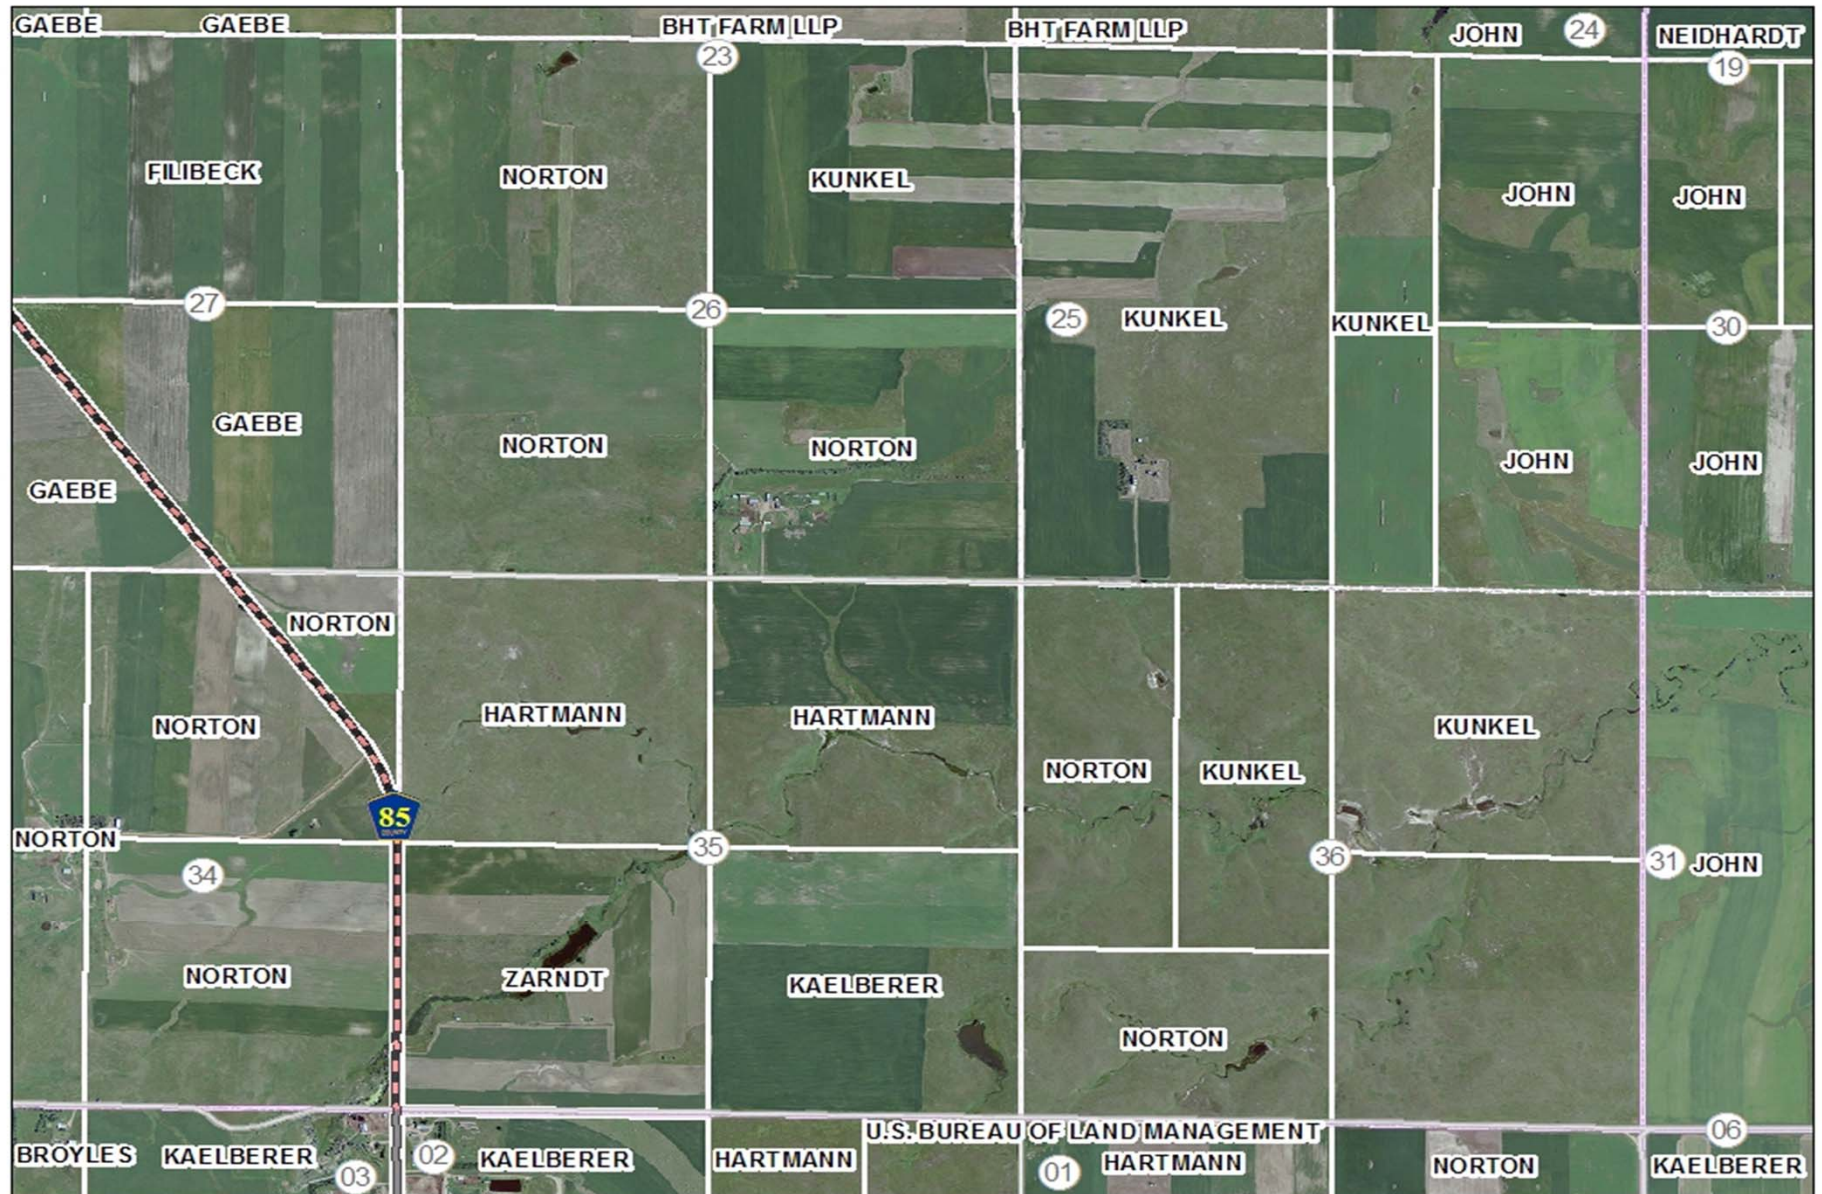 GAEBE
GAEBE
BHT FARM LLP
BHT FARM LLP
JOHN
24
NEIDHARDT
23
19
FILIBECK
NORTON
KUNKEL
JOHN
JOHN
27
26
25
KUNKEL
KUNKEL
30
GAEBE
NORTON
NORTON
JOHN
JOHN
GAEBE
NORTON
NORTON
HARTMANN
HARTMANN
NORTON
KUNKEL
KUNKEL
85
COUNTY
NORTON
34
35
36
31
JOHN
NORTON
ZARNDT
KAELBERER
NORTON
U.S. BUREAU OF LAND MANAGEMENT
06
BROYLES
KAELBERER
03
02
KAELBERER
HARTMANN
01
HARTMANN
NORTON
KAELBERER